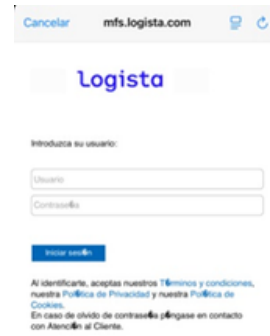 Cancelar mfs.logista.com
Logista
Introduzca su usuario:
Usuario
Contrase�a
Iniciar sesi�n
Al identificarte, aceptas nuestros T�rminos y condiciones,
nuestra Pol�tica de Privacidad y nuestra Pol�tica de
Cookies.
En caso de olvido de contrase�a p�ngase en contacto
con Atenci�n al Cliente.